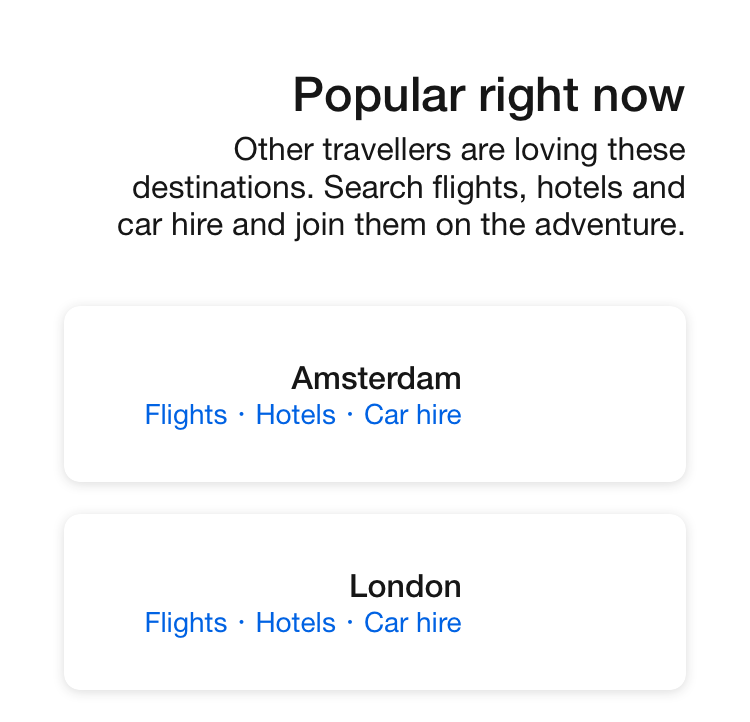 Popular right now
Other travellers are loving these
destinations. Search flights, hotels and
car hire and join them on the adventure.
Amsterdam
Flights · Hotels · Car hire
London
Flights · Hotels · Car hire